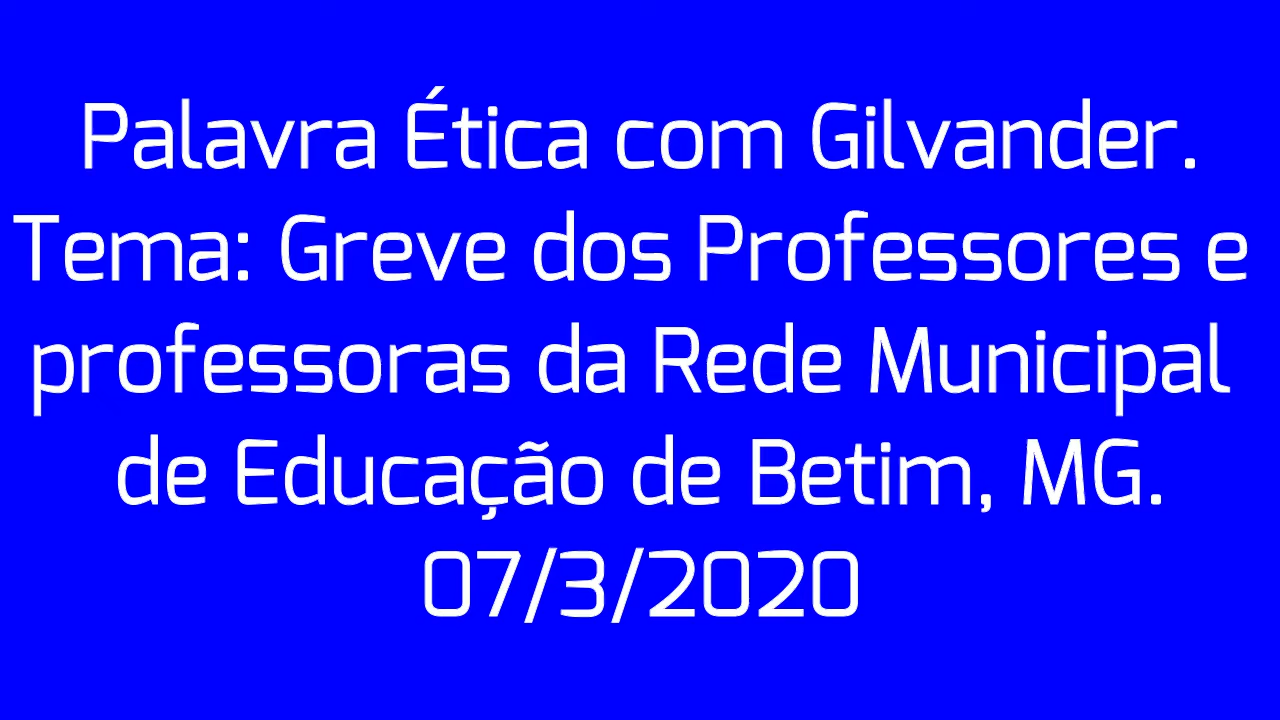 Palavra Ética com Gilvander.
Tema: Greve dos Professores e
professoras da Rede Municipal
de Educação de Betim, MG.
07/3/2020